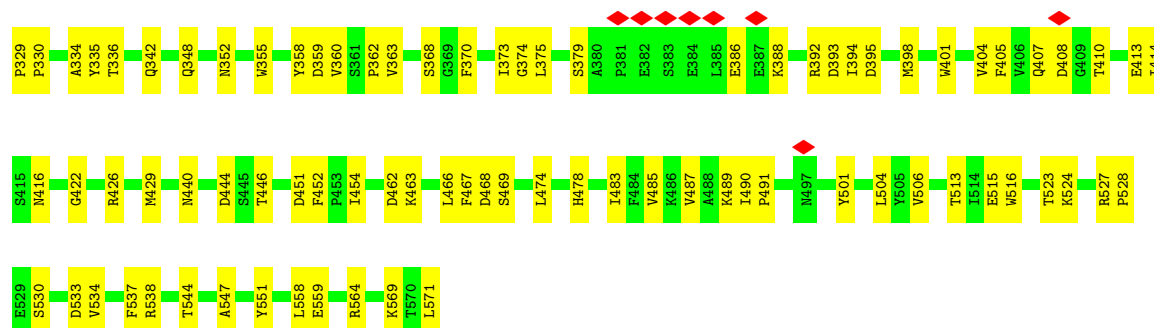 P329 P330 A334 Y335 T336 Q342 Q348 N352 W355 Y358 D359 V360 S361 P362 V363 S368 G369 F370 I373 G374 L375 S379 A380 P381 E382 S383 E384 L385 E386 E387 K388 R392 D393 I394 D395 M398 W401 V404 F405 V406 Q407 D408 G409 T410 E413 I414
S415 N416 G422 R426 M429 N440 D444 S445 T446 D451 F452 P453 I454 D462 K463 L466 F467 D468 S469 L474 H478 I483 F484 V485 K486 V487 A488 K489 I490 P491 N497 Y501 L504 Y505 V506 T513 I514 E515 W516 T523 K524 R527 P528
E529 S530 D533 V534 F537 R538 T544 A547 Y551 L558 E559 R564 K569 T570 L571